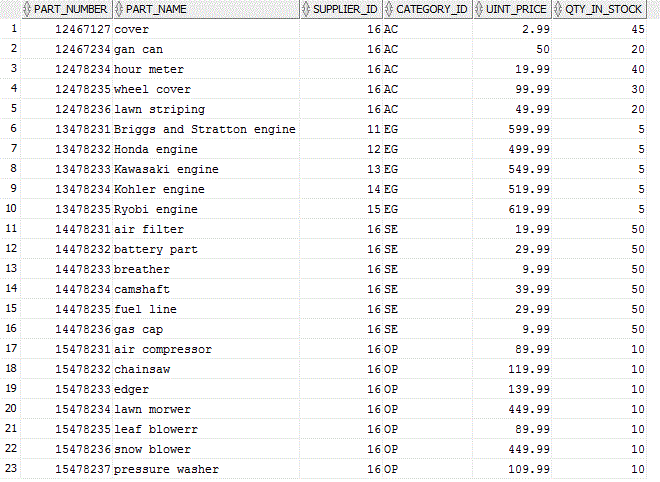 PART_NUMBER PART_NAME SUPPLIER_ID CATEGORY_ID UINT_PRICE QTY_IN_STOCK
1 12467127 cover 16 AC 2.99 45
2 12467234 gan can 16 AC 50 20
3 12478234 hour meter 16 AC 19.99 40
4 12478235 wheel cover 16 AC 99.99 30
5 12478236 lawn striping 16 AC 49.99 20
6 13478231 Briggs and Stratton engine 11 EG 599.99 5
7 13478232 Honda engine 12 EG 499.99 5
8 13478233 Kawasaki engine 13 EG 549.99 5
9 13478234 Kohler engine 14 EG 519.99 5
10 13478235 Ryobi engine 15 EG 619.99 5
11 14478231 air filter 16 SE 19.99 50
12 14478232 battery part 16 SE 29.99 50
13 14478233 breather 16 SE 9.99 50
14 14478234 camshaft 16 SE 39.99 50
15 14478235 fuel line 16 SE 29.99 50
16 14478236 gas cap 16 SE 9.99 50
17 15478231 air compressor 16 OP 89.99 10
18 15478232 chainsaw 16 OP 119.99 10
19 15478233 edger 16 OP 139.99 10
20 15478234 lawn morwer 16 OP 449.99 10
21 15478235 leaf blowerr 16 OP 89.99 10
22 15478236 snow blower 16 OP 449.99 10
23 15478237 pressure washer 16 OP 109.99 10